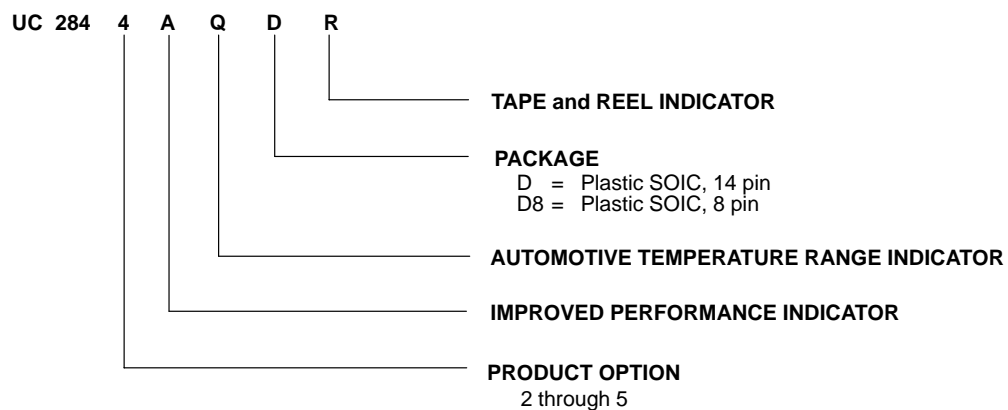 UC 284 4 A Q D R
TAPE and REEL INDICATOR
PACKAGE
D = Plastic SOIC, 14 pin
D8 = Plastic SOIC, 8 pin
AUTOMOTIVE TEMPERATURE RANGE INDICATOR
IMPROVED PERFORMANCE INDICATOR
PRODUCT OPTION
2 through 5